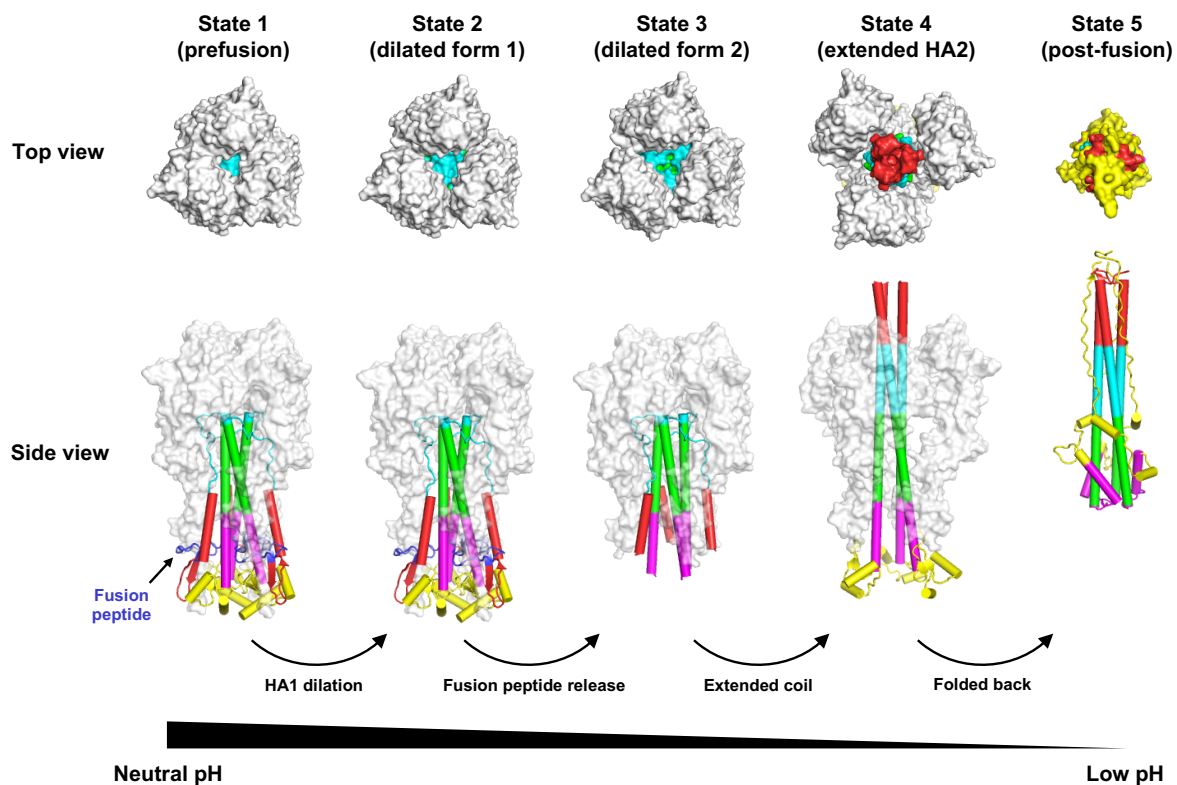 State 1
(prefusion)
State 2
(dilated form 1)
State 3
(dilated form 2)
State 4
(extended HA2)
State 5
(post-fusion)
Top view
Side view
Fusion
peptide
HA1 dilation
Fusion peptide release
Extended coil
Folded back
Neutral pH
Low pH